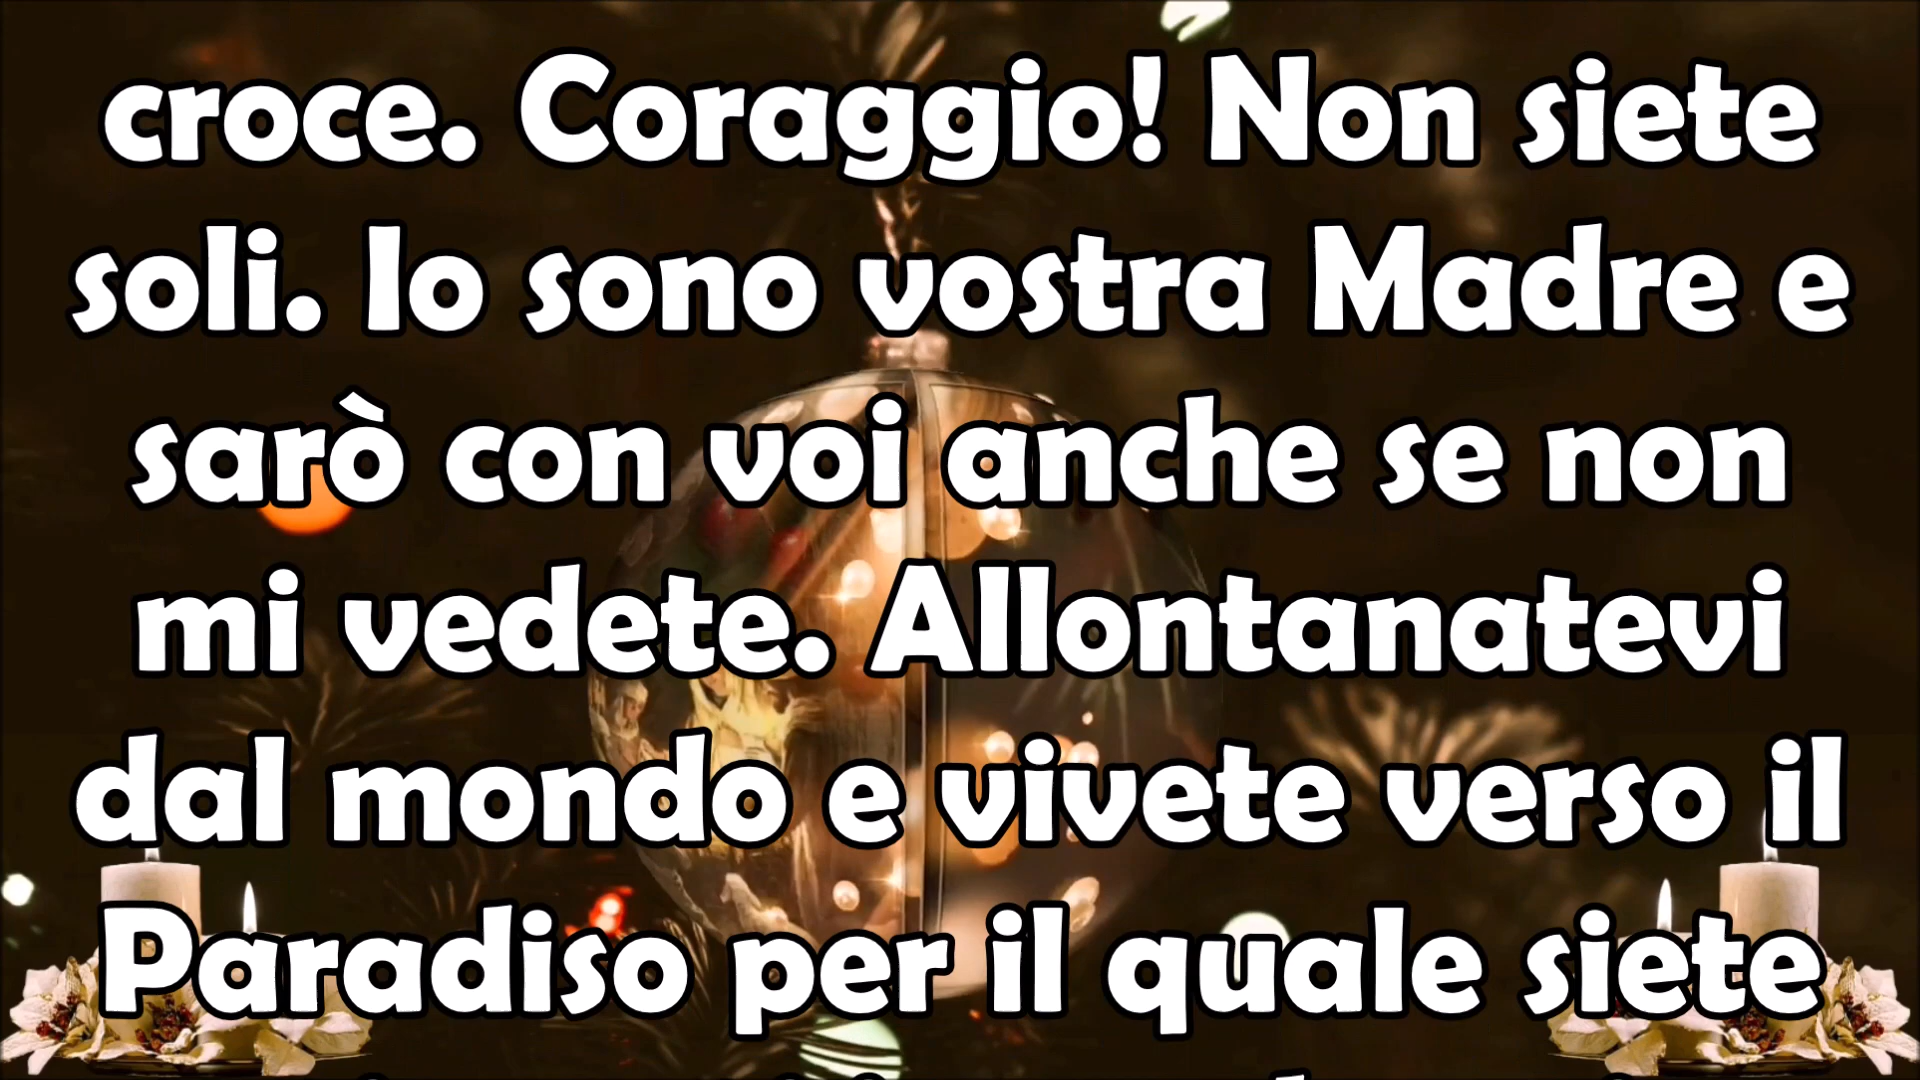 croce. Coraggio! Non siete
soli. Io sono vostra Madre e
sarò con voi anche se non
mi vedete. Allontanatevi
dal mondo e vivete verso il
Paradiso per il quale siete